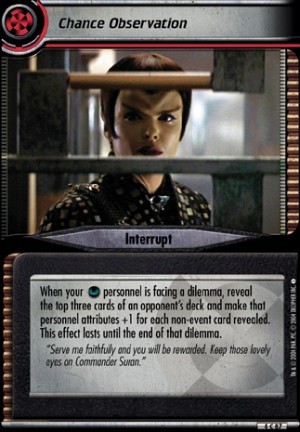 Chance Observation
Interrupt
When your personnel is facing a dilemma, reveal
the top three cards of an opponent's deck and make that
personnel attributes +1 for each non-event card revealed.
This effect lasts until the end of that dilemma.
"Serve me faithfully and you will be rewarded. Keep those lovely
eyes on Commander Suran."